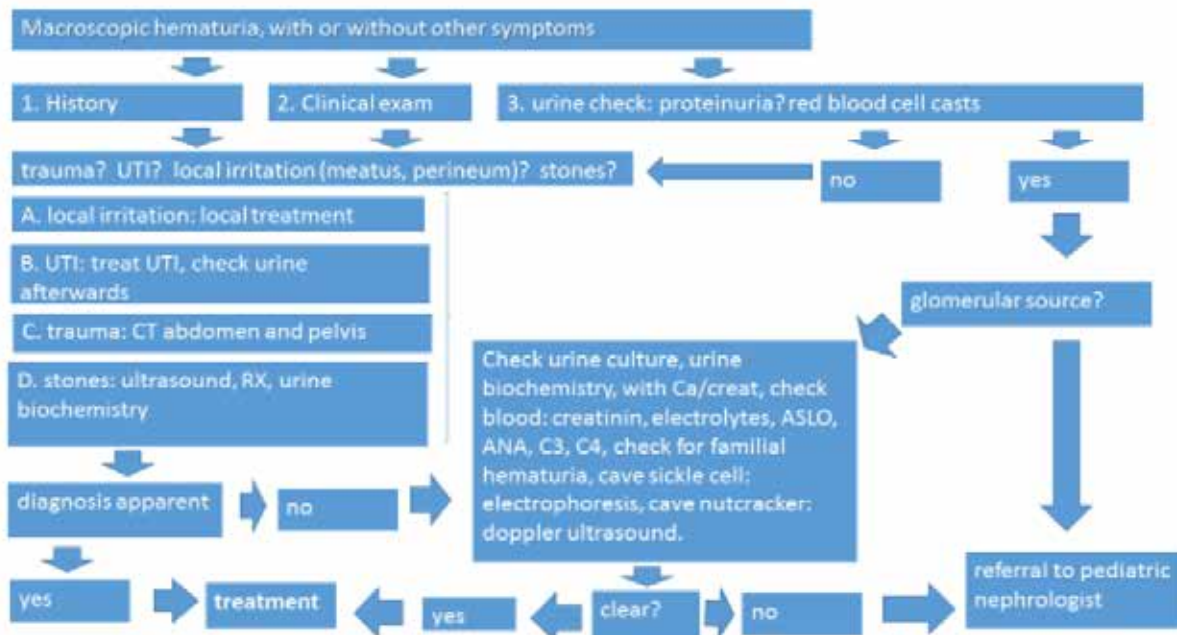 Macroscopic hematuria, with or without other symptoms
1. History
2. Clinical exam
3. urine check: proteinuria? red blood cell casts
trauma? UTI? local irritation (meatus, perineum)? stones?
no
yes
A. local irritation: local treatment
B. UTI: treat UTI, check urine
afterwards
C. trauma: CT abdomen and pelvis
D. stones: ultrasound, RX, urine
biochemistry
glomerular source?
Check urine culture, urine
biochemistry, with Ca/creat, check
blood: creatinin, electrolytes, ASLO,
ANA, C3, C4, check for familial
hematuria, cave sickle cell:
electrophoresis, cave nutcracker:
doppler ultrasound.
diagnosis apparent
no
yes
treatment
yes
clear?
no
referral to pediatric
nephrologist